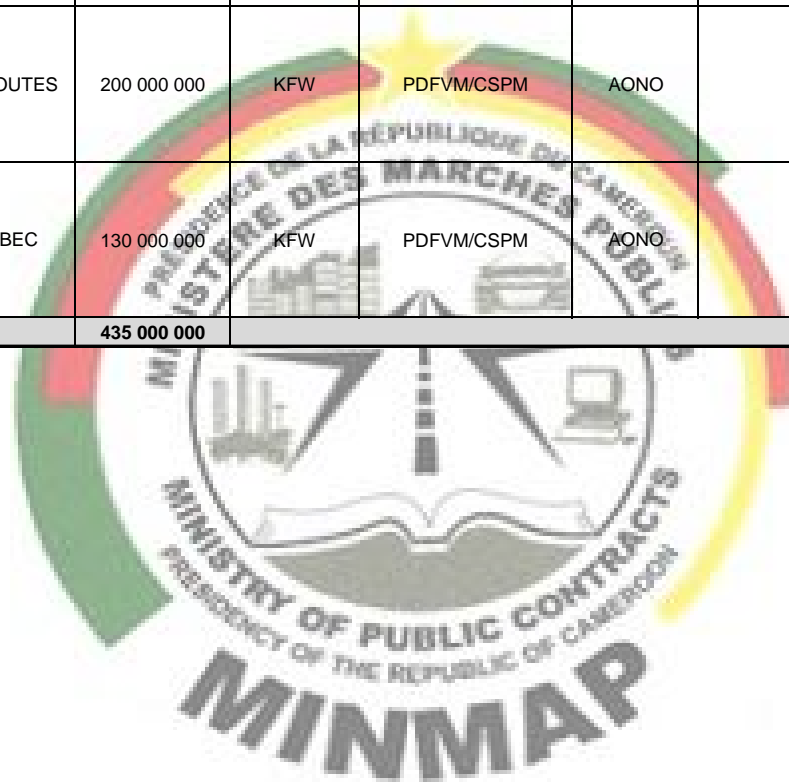 OUTES 200 000 000 KFW PDFVM/CSPM AONO
BEC 130 000 000 KFW PDFVM/CSPM AONO
435 000 000
PRÉSIDENCE DE LA RÉPUBLIQUE DU CAMEROUN
MINISTERE DES MARCHES PUBLICS
MINISTRY OF PUBLIC CONTRACTS
PRESIDENCY OF THE REPUBLIC OF CAMEROON
MINMAP